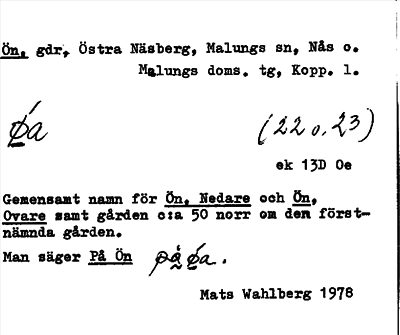 Ön, gdr, Östra Näsberg, Malungs sn, Nås o.
Malungs doms. tg, Kopp. l.
(22 o. 23)
ek 13D 0e
Gemensamt namn för Ön, Nedare och Ön,
Ovare samt gården c:a 50 norr om den först-
nämnda gården.
Man säger På Ön
Mats Wahlberg 1978